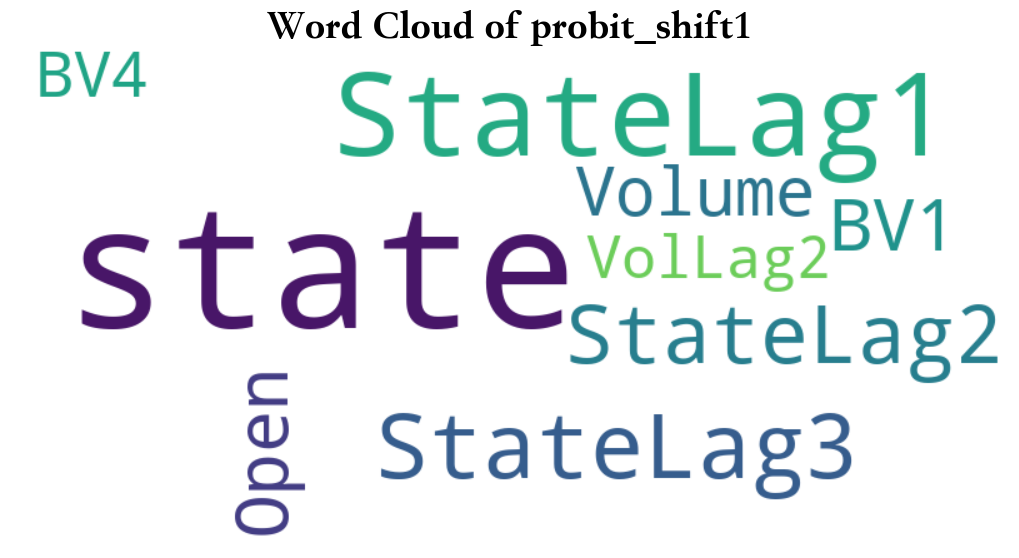 Word Cloud of probit_shift1
BV4
StateLag1
Volume
BV1
state
VolLag2
StateLag2
Open
StateLag3